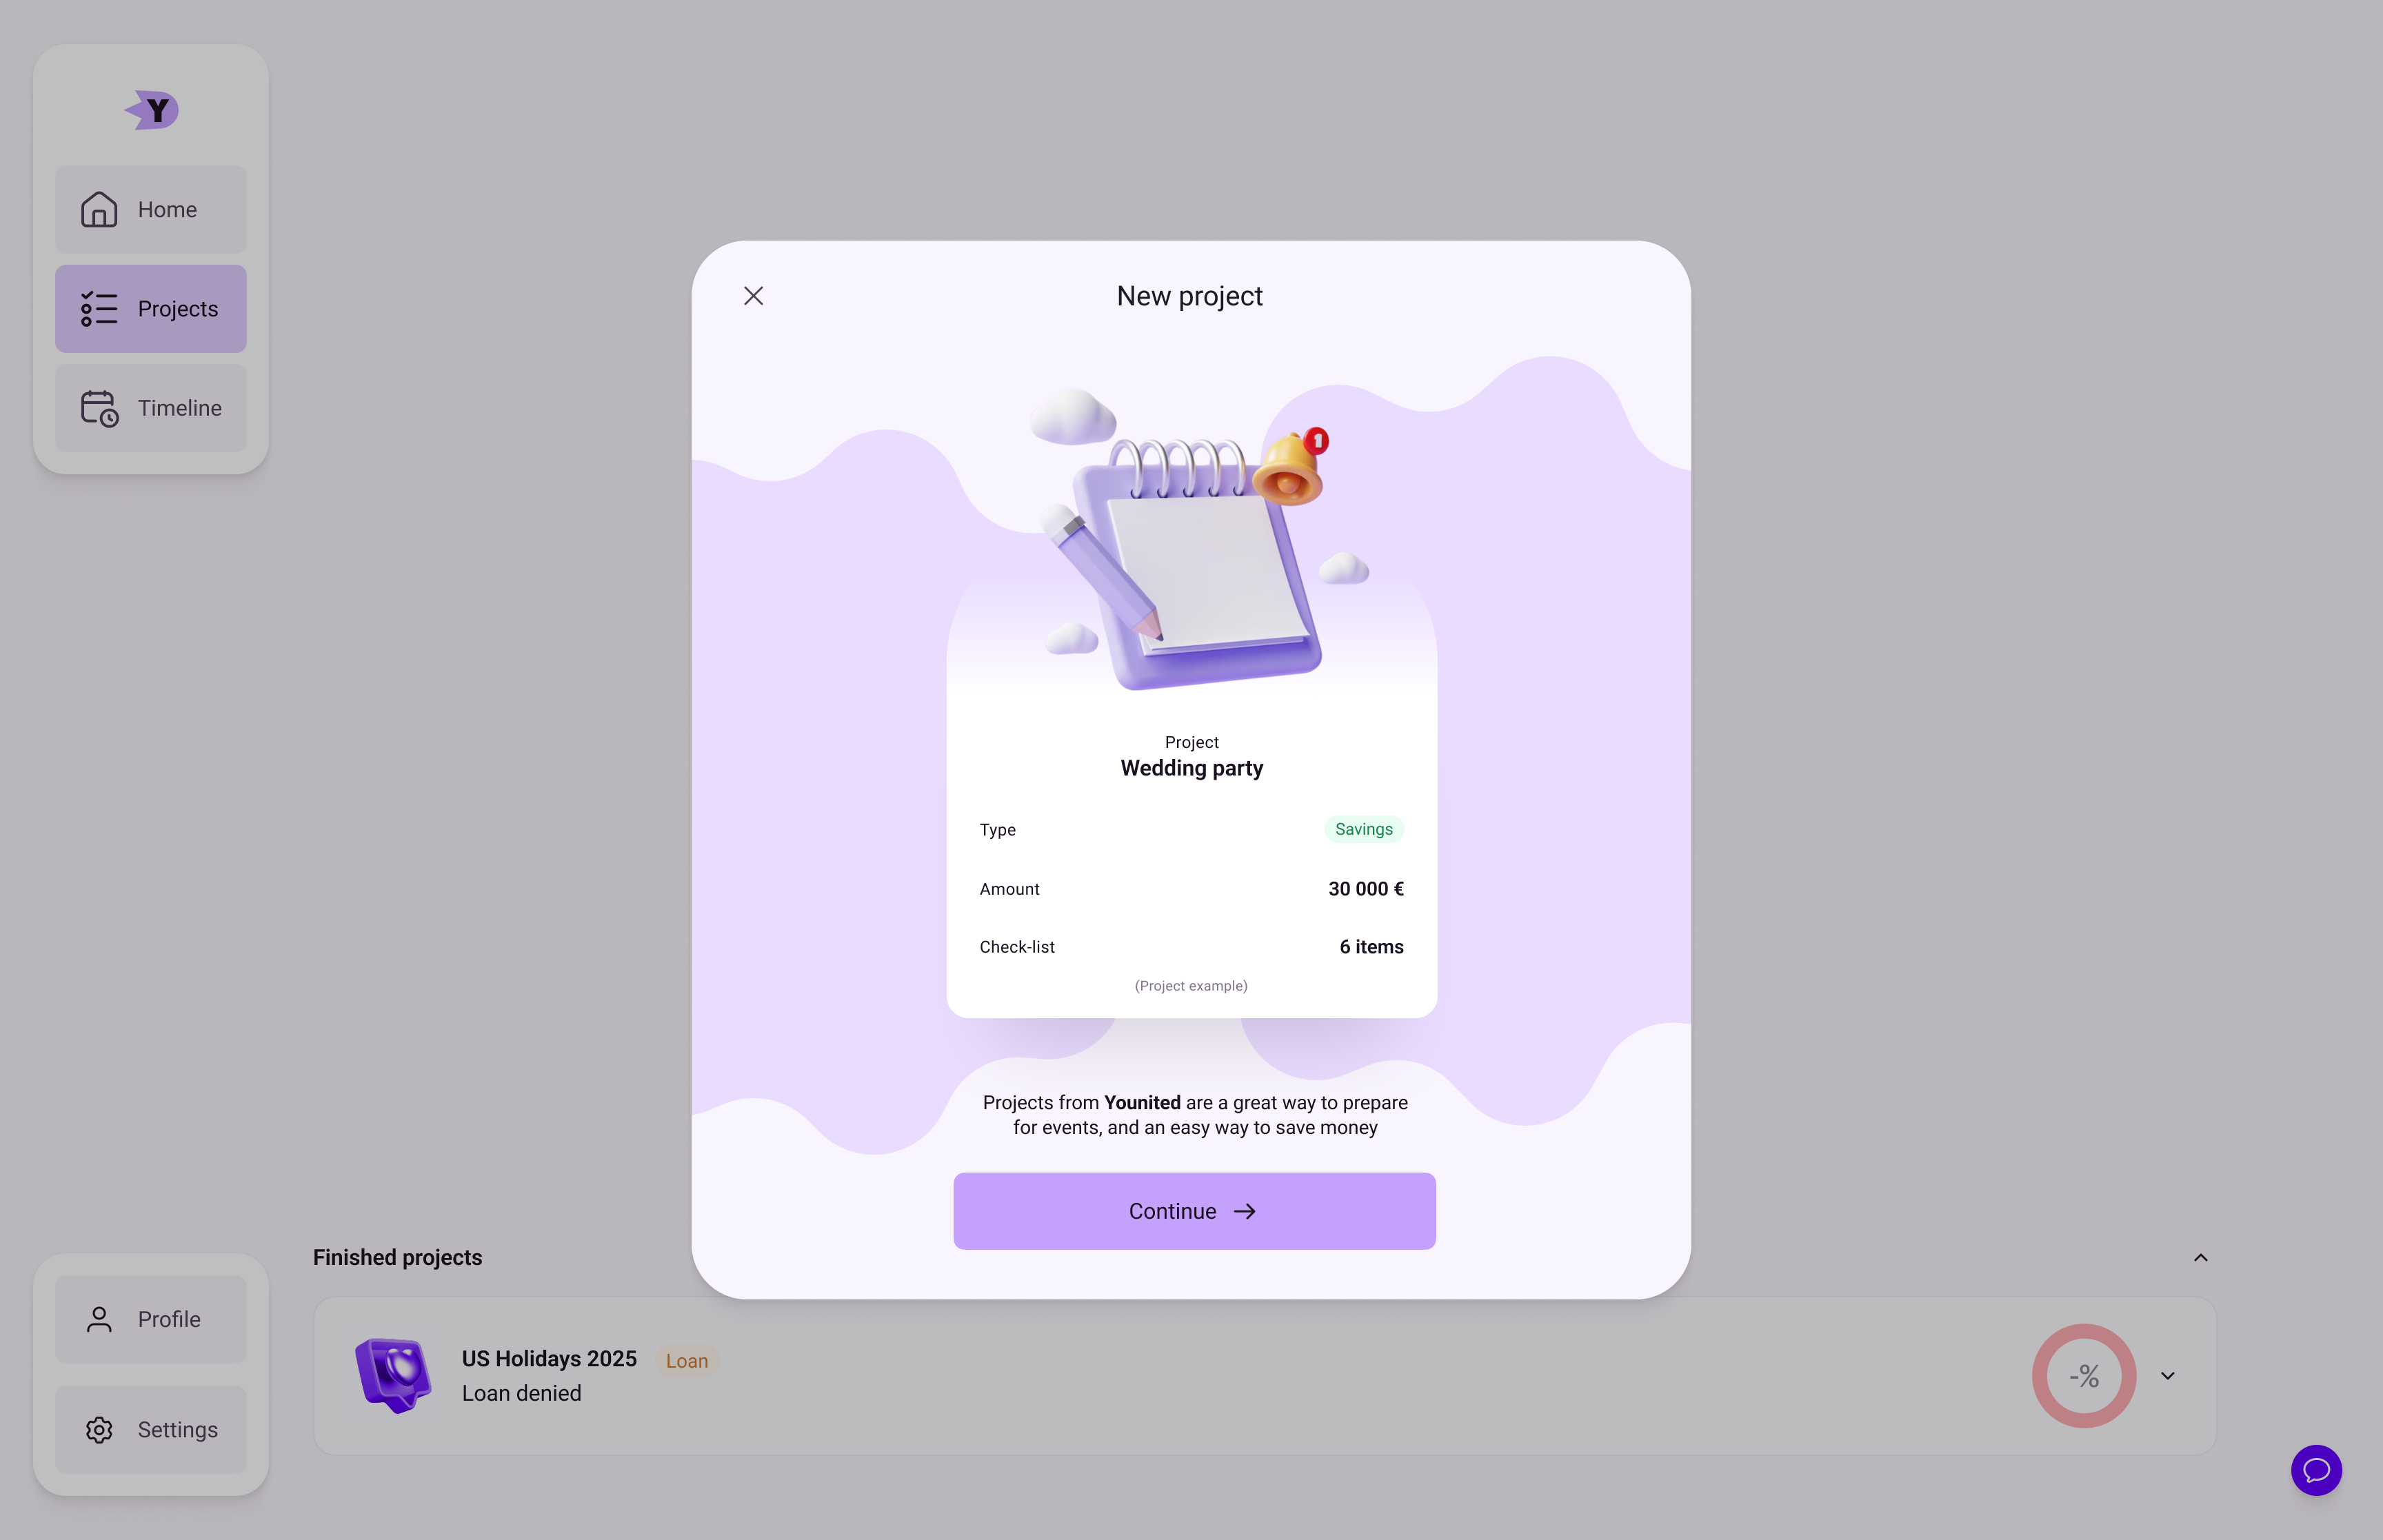 Y
Home
Projects
Timeline
New project
1
Project
Wedding party
Type
Savings
Amount
30 000 €
Check-list
6 items
(Project example)
Projects from Younited are a great way to prepare
for events, and an easy way to save money
Continue
Finished projects
US Holidays 2025
Loan
Loan denied
-%
Profile
Settings